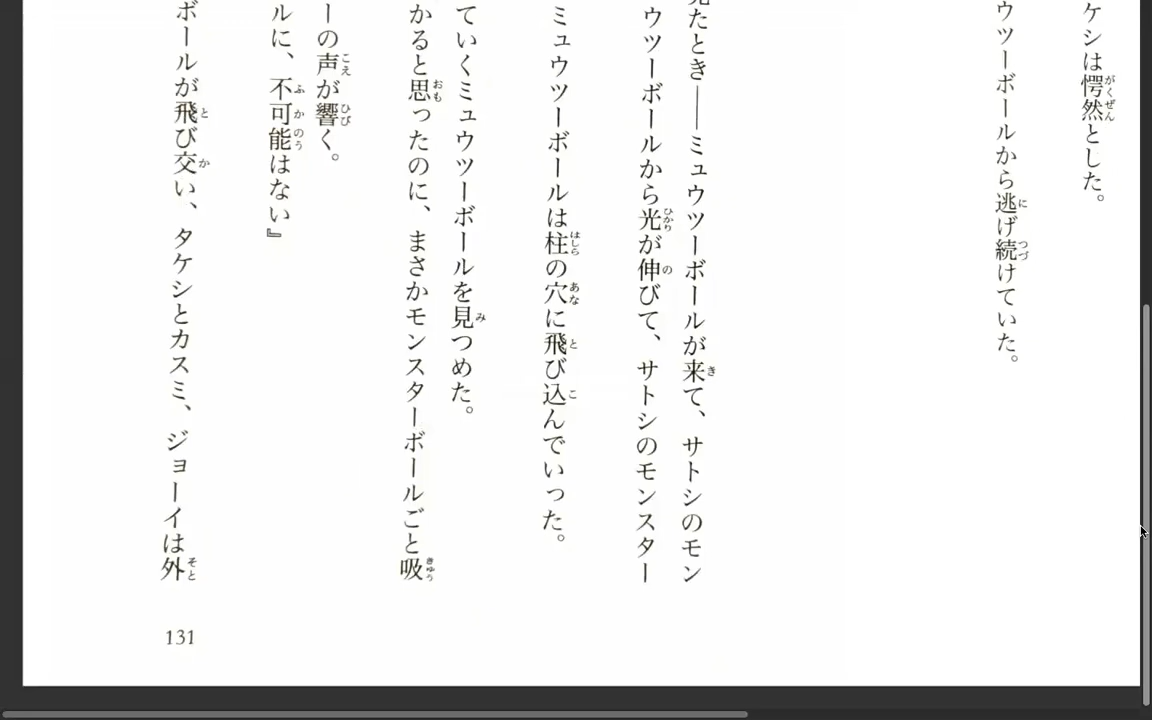 ケシは愕然とした。
ウツーボールから逃げ続けていた。
見たとき――ミュウツーボールが来て、サトシのモン
ウツーボールから光が伸びて、サトシのモンスター
ミュウツーボールは柱の穴に飛び込んでいった。
ていくミュウツーボールを見つめた。
かると思ったのに、まさかモンスターボールごと吸
ーの声が響く。
ルに、不可能はない』
ボールが飛び交い、タケシとカスミ、ジョーイは外
131